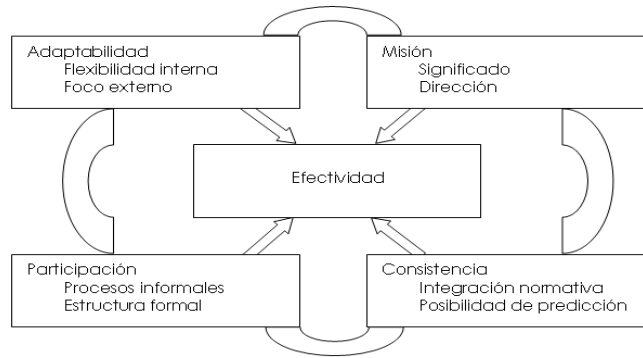 Adaptabilidad
Flexibilidad interna
Foco externo
Misión
Significado
Dirección
Efectividad
Participación
Procesos informales
Estructura formal
Consistencia
Integración normativa
Posibilidad de predicción